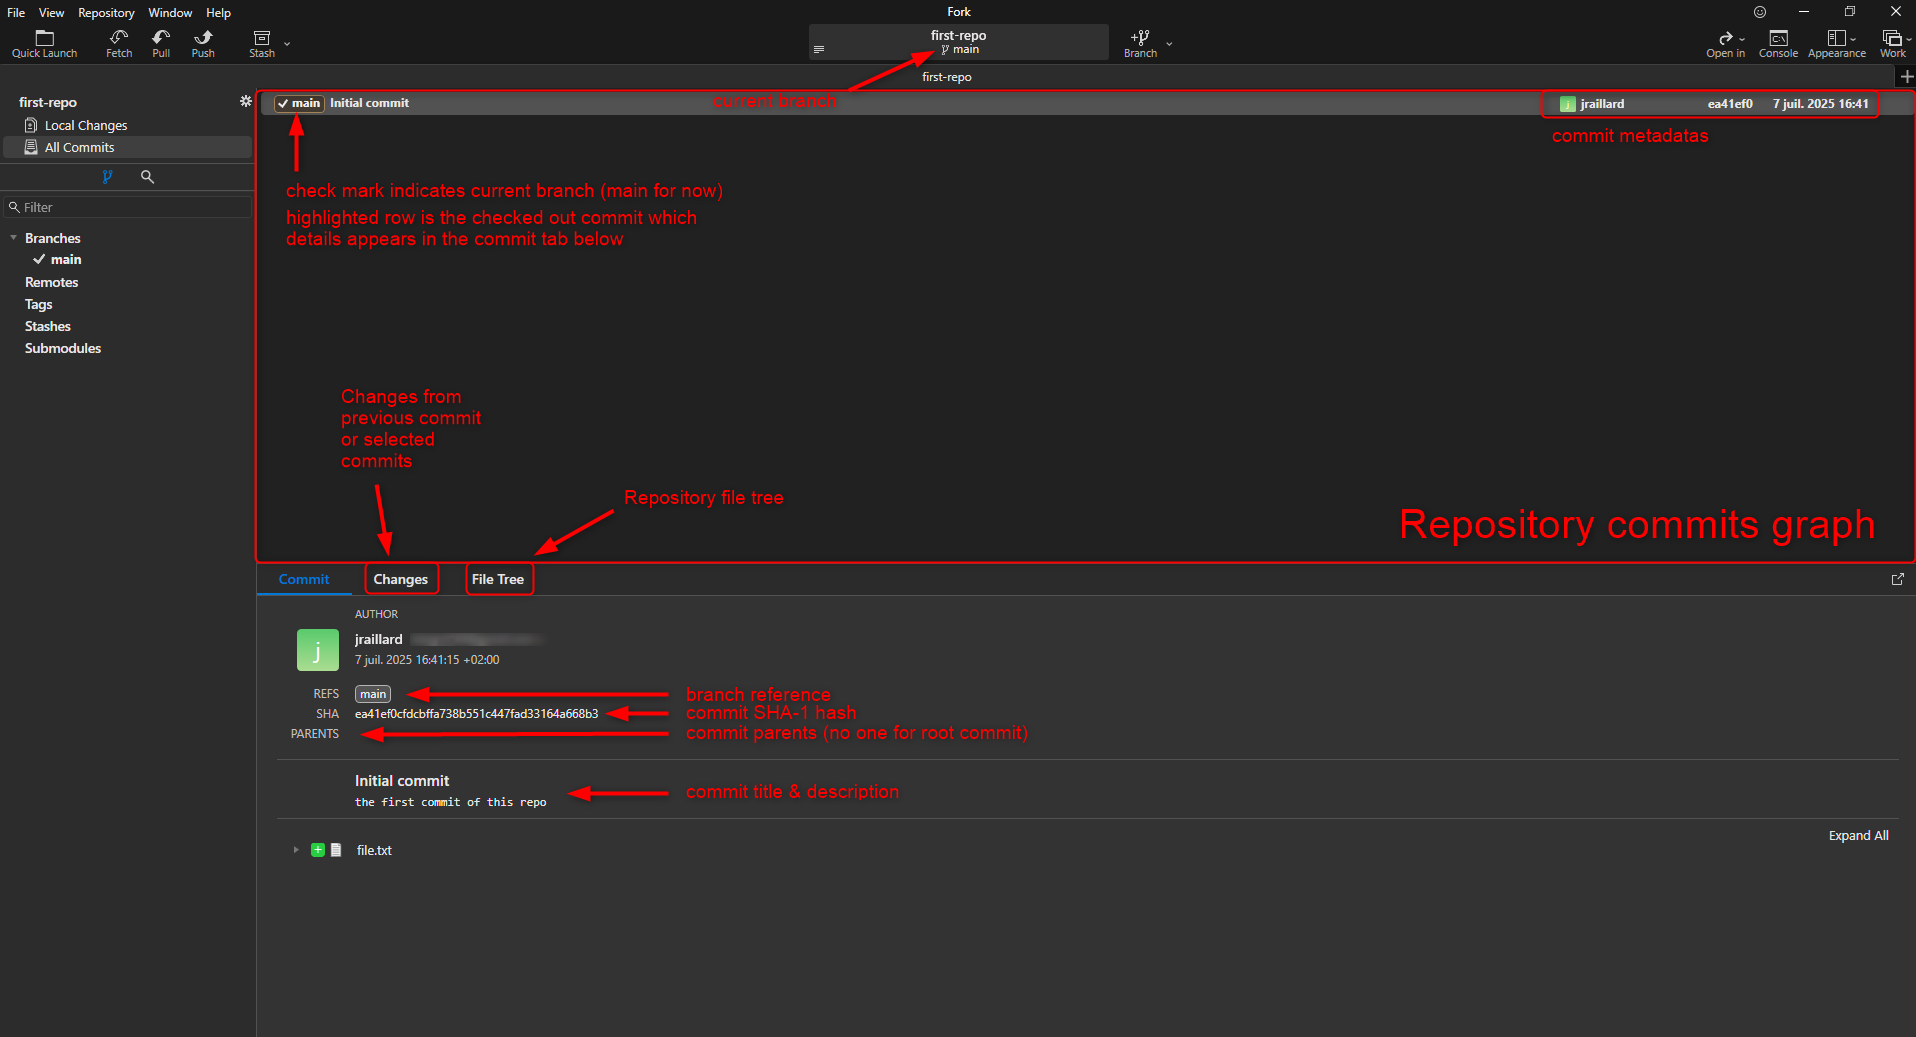 File View Repository Window Help
Fork
Quick Launch Fetch Pull Push Stash
first-repo
main
Branch
Open in Console Appearance Work
C:\
first-repo
first-repo
Local Changes
All Commits
Filter
Branches
main
Remotes
Tags
Stashes
Submodules
main Initial commit
current branch
j jraillard ea41ef0 7 juil. 2025 16:41
commit metadatas
check mark indicates current branch (main for now)
highlighted row is the checked out commit which
details appears in the commit tab below
Changes from
previous commit
or selected
commits
Repository file tree
Repository commits graph
Commit Changes File Tree
AUTHOR
j
jraillard
7 juil. 2025 16:41:15 +02:00
REFS main branch reference
SHA ea41ef0cfdcbffa738b551c447fad33164a668b3 commit SHA-1 hash
PARENTS commit parents (no one for root commit)
Initial commit
the first commit of this repo
commit title & description
Expand All
file.txt